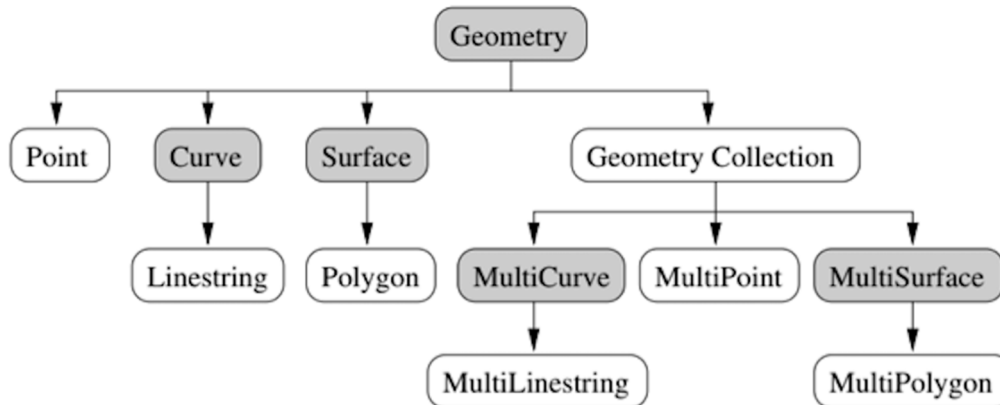 Geometry
Point
Curve
Surface
Geometry Collection
Linestring
Polygon
MultiCurve
MultiPoint
MultiSurface
MultiLinestring
MultiPolygon